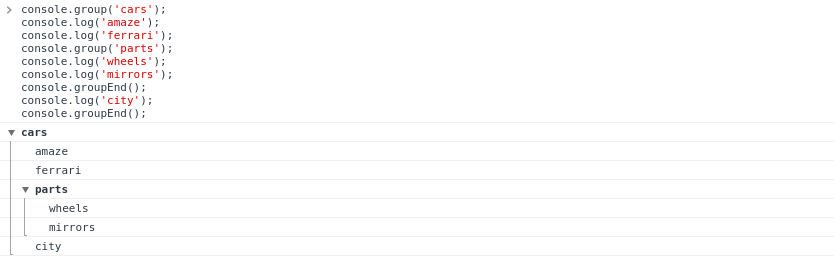 console.group('cars');
console.log('amaze');
console.log('ferrari');
console.group('parts');
console.log('wheels');
console.log('mirrors');
console.groupEnd();
console.log('city');
console.groupEnd();
cars
amaze
ferrari
parts
wheels
mirrors
city